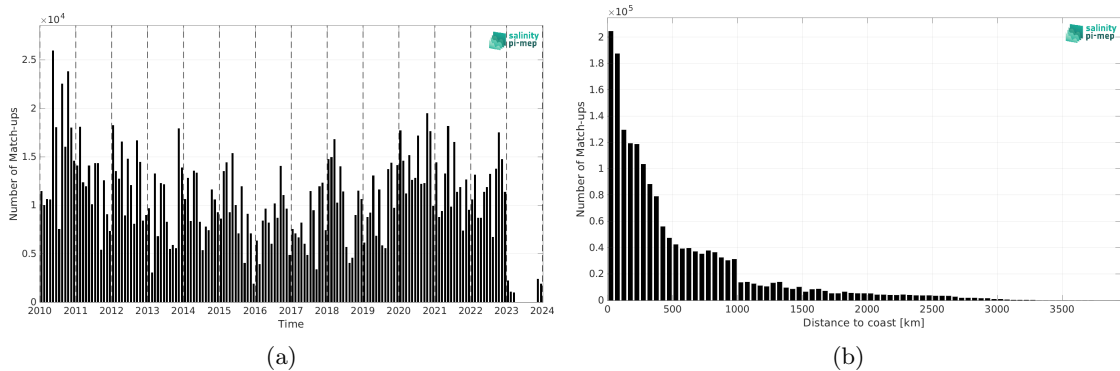 ×10⁴
salinity
pi-mep
2.5
2
1.5
1
0.5
0
Number of Match-ups
2010 2011 2012 2013 2014 2015 2016 2017 2018 2019 2020 2021 2022 2023 2024
Time
(a)
×10⁵
salinity
pi-mep
2
1.8
1.6
1.4
1.2
1
0.8
0.6
0.4
0.2
0
Number of Match-ups
0 500 1000 1500 2000 2500 3000 3500
Distance to coast [km]
(b)